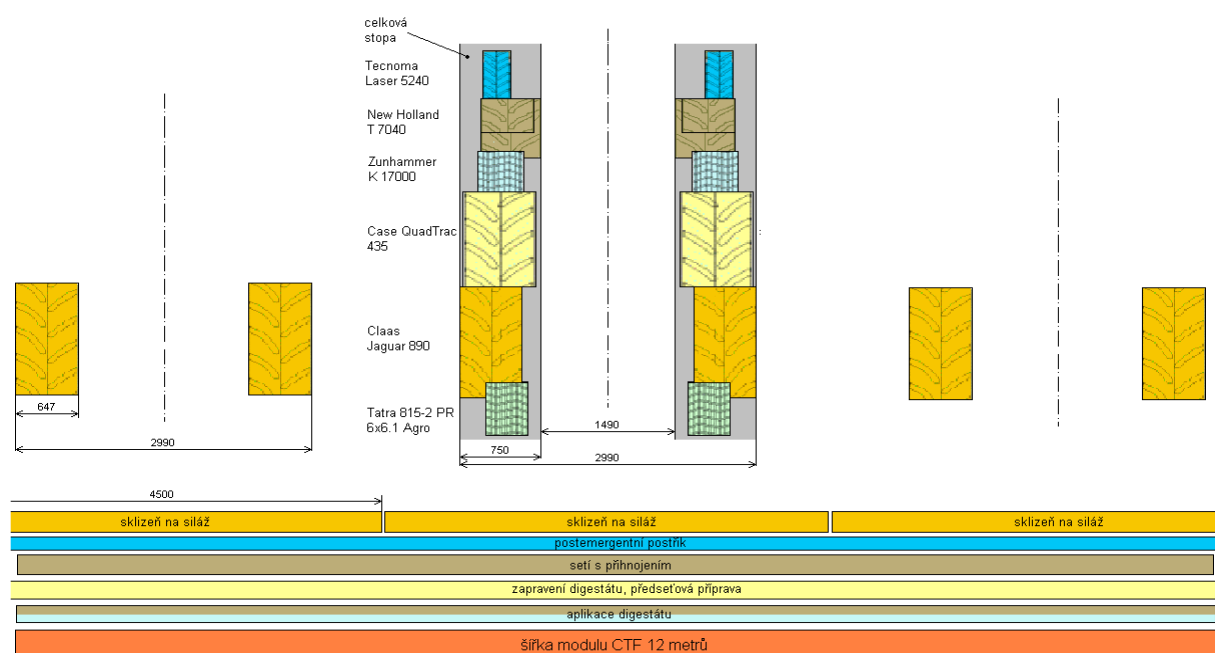 celková
stopa
Tecnoma
Laser 5240
New Holland
T 7040
Zunhammer
K 17000
Case QuadTrac
435
Claas
Jaguar 890
Tatra 815-2 PR
6x6.1 Agro
647
2990
1490
750
2990
4500
sklizeň na siláž
sklizeň na siláž
sklizeň na siláž
postemergentní postřik
setí s přihnojením
zapravení digestátu, předseťová příprava
aplikace digestátu
šířka modulu CTF 12 metrů